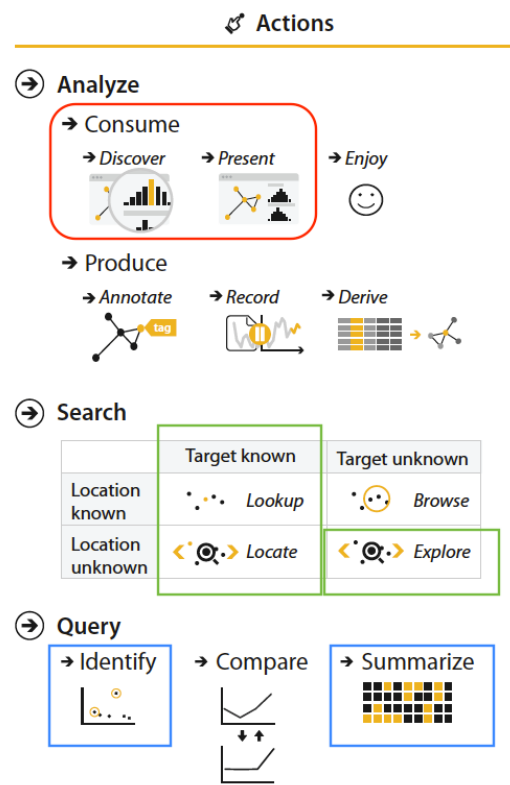 Actions
Analyze
Consume
Discover Present Enjoy
Produce
Annotate Record Derive
tag
Search
Target known Target unknown
Location known Lookup Browse
Location unknown Locate Explore
Query
Identify Compare Summarize